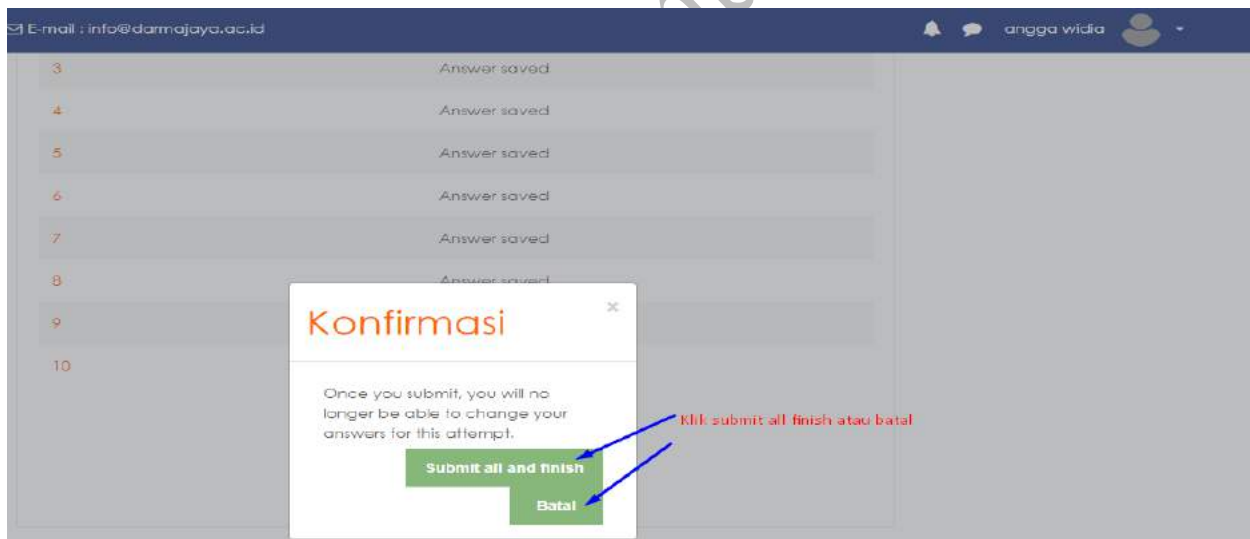 E-mail : info@darmajaya.ac.id
angga widia
3 Answer saved
4 Answer saved
5 Answer saved
6 Answer saved
7 Answer saved
8 Answer saved
9
10
Konfirmasi ×
Once you submit, you will no
longer be able to change your
answers for this attempt.
Submit all and finish
Batal
Klik submit all finish atau batal